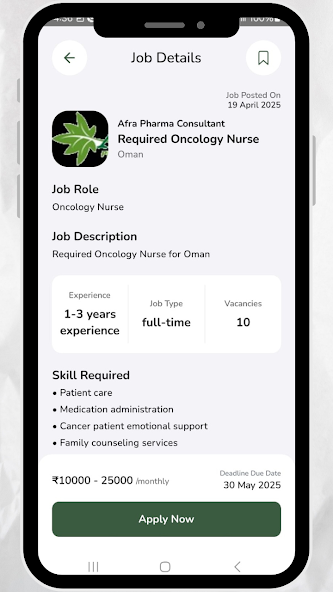 4:36
100%
Job Details
Job Posted On
19 April 2025
Afra Pharma Consultant
Required Oncology Nurse
Oman
Job Role
Oncology Nurse
Job Description
Required Oncology Nurse for Oman
Experience
1-3 years
experience
Job Type
full-time
Vacancies
10
Skill Required
• Patient care
• Medication administration
• Cancer patient emotional support
• Family counseling services
₹10000 - 25000 /monthly
Deadline Due Date
30 May 2025
Apply Now